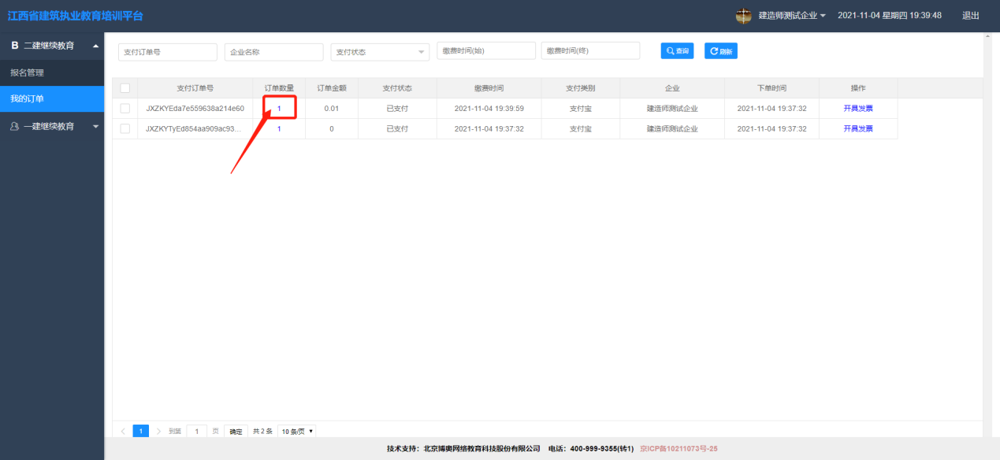 江西省建筑执业教育培训平台 建造师测试企业 2021-11-04 星期四 19:39:48 退出
B 二建继续教育
报名管理
我的订单
一建继续教育
支付订单号 企业名称 支付状态 缴费时间(始) 缴费时间(终) 查询 刷新
支付订单号 订单数量 订单金额 支付状态 缴费时间 支付类别 企业 下单时间 操作
JXZKYEda7e559638a214e60 1 0.01 已支付 2021-11-04 19:39:59 支付宝 建造师测试企业 2021-11-04 19:37:32 开具发票
JXZKYTyEd854aa909ac93... 1 0 已支付 2021-11-04 19:37:32 支付宝 建造师测试企业 2021-11-04 19:37:32 开具发票
1 到第 1 页 确定 共 2 条 10 条/页
技术支持：北京博奥网络教育科技股份有限公司 电话：400-999-9355(转1) 京ICP备10211073号-25